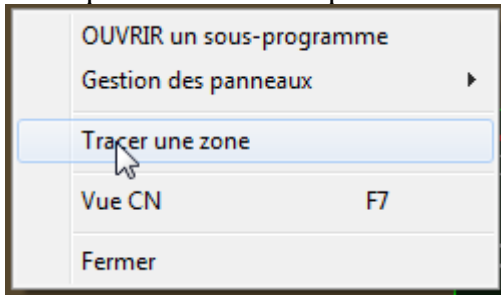 OUVRIR un sous-programme
Gestion des panneaux
Tracer une zone
Vue CN F7
Fermer